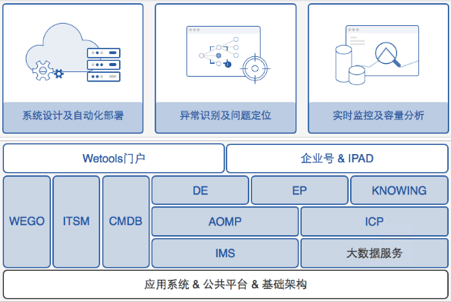 系统设计及自动化部署
异常识别及问题定位
实时监控及容量分析
Wetools门户
企业号 & IPAD
WEGO
ITSM
CMDB
DE
EP
KNOWING
AOMP
ICP
IMS
大数据服务
应用系统 & 公共平台 & 基础架构